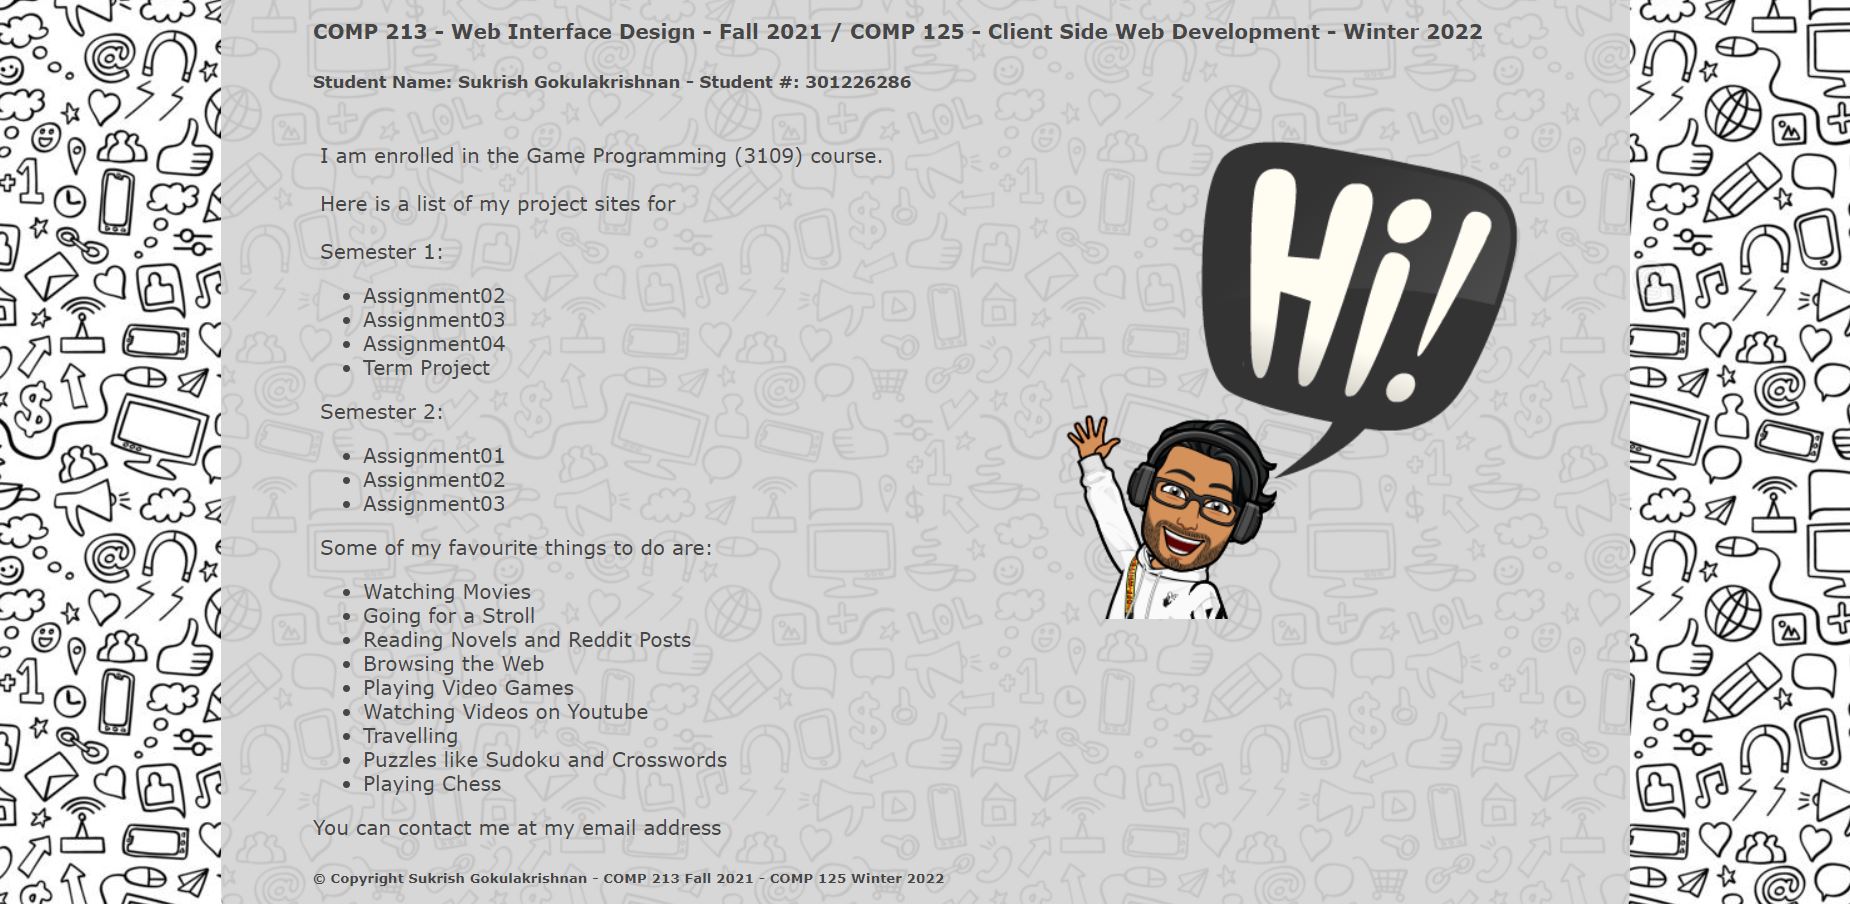 COMP 213 - Web Interface Design - Fall 2021 / COMP 125 - Client Side Web Development - Winter 2022
Student Name: Sukrish Gokulakrishnan - Student #: 301226286
I am enrolled in the Game Programming (3109) course.
Here is a list of my project sites for
Semester 1:
Assignment02
Assignment03
Assignment04
Term Project
Semester 2:
Assignment01
Assignment02
Assignment03
Some of my favourite things to do are:
Watching Movies
Going for a Stroll
Reading Novels and Reddit Posts
Browsing the Web
Playing Video Games
Watching Videos on Youtube
Travelling
Puzzles like Sudoku and Crosswords
Playing Chess
You can contact me at my email address
© Copyright Sukrish Gokulakrishnan - COMP 213 Fall 2021 - COMP 125 Winter 2022
Hi!